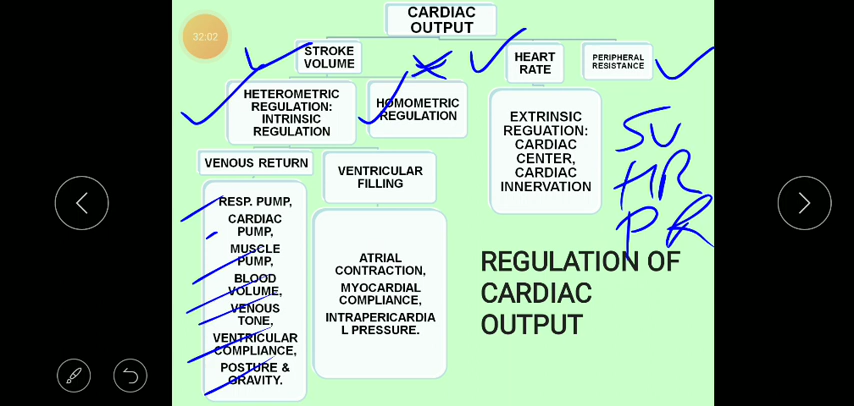 32:02
CARDIAC
OUTPUT
STROKE
VOLUME
HEART
RATE
PERIPHERAL
RESISTANCE
HETEROMETRIC
REGULATION:
INTRINSIC
REGULATION
HOMOMETRIC
REGULATION
EXTRINSIC
REGUATION:
CARDIAC
CENTER,
CARDIAC
INNERVATION
VENOUS RETURN
VENTRICULAR
FILLING
RESP. PUMP,
CARDIAC
PUMP,
MUSCLE
PUMP,
BLOOD
VOLUME,
VENOUS
TONE,
VENTRICULAR
COMPLIANCE,
POSTURE &
GRAVITY.
ATRIAL
CONTRACTION,
MYOCARDIAL
COMPLIANCE,
INTRAPERICARDIA
L PRESSURE.
SV
HR
PR
REGULATION OF
CARDIAC
OUTPUT